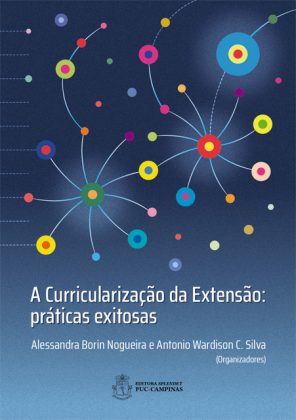 A Curricularização da Extensão:
práticas exitosas
Alessandra Borin Nogueira e Antonio Wardison C. Silva
(Organizadores)
EDITORA SPLENDET
PUC-CAMPINAS